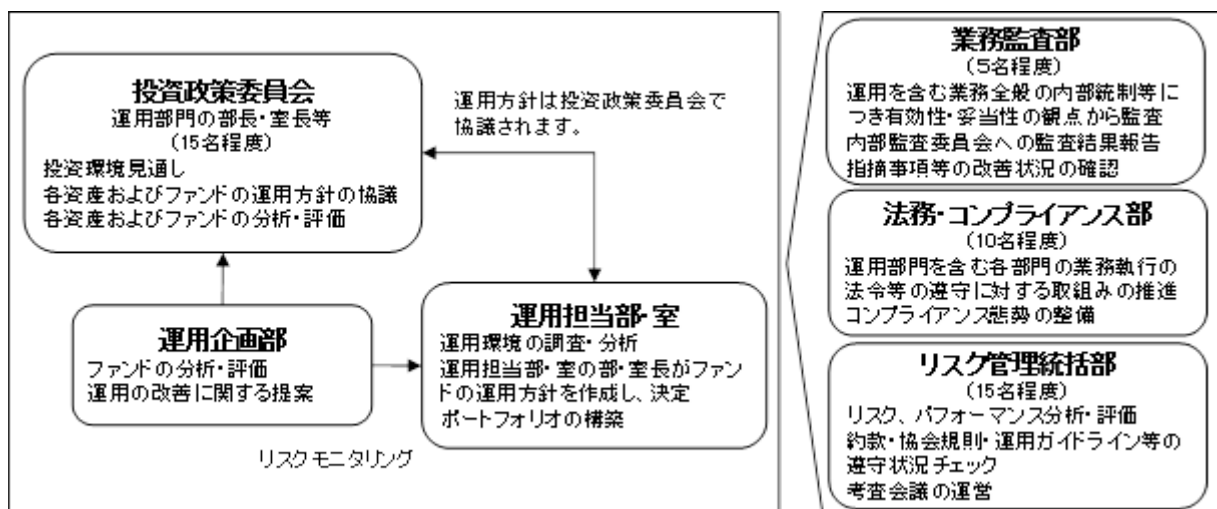 投資政策委員会
運用部門の部長・室長等
(15名程度)
投資環境見通し
各資産およびファンドの運用方針の協議
各資産およびファンドの分析・評価
運用方針は投資政策委員会で
協議されます。
運用企画部
ファンドの分析・評価
運用の改善に関する提案
運用担当部・室
運用環境の調査・分析
運用担当部・室の部・室長がファン
ドの運用方針を作成し、決定
ポートフォリオの構築
リスクモニタリング
業務監査部
(5名程度)
運用を含む業務全般の内部統制等に
つき有効性・妥当性の観点から監査
内部監査委員会への監査結果報告
指摘事項等の改善状況の確認
法務・コンプライアンス部
(10名程度)
運用部門を含む各部門の業務執行の
法令等の遵守に対する取組みの推進
コンプライアンス態勢の整備
リスク管理統括部
(15名程度)
リスク、パフォーマンス分析・評価
約款・協会規則・運用ガイドライン等の
遵守状況チェック
考査会議の運営